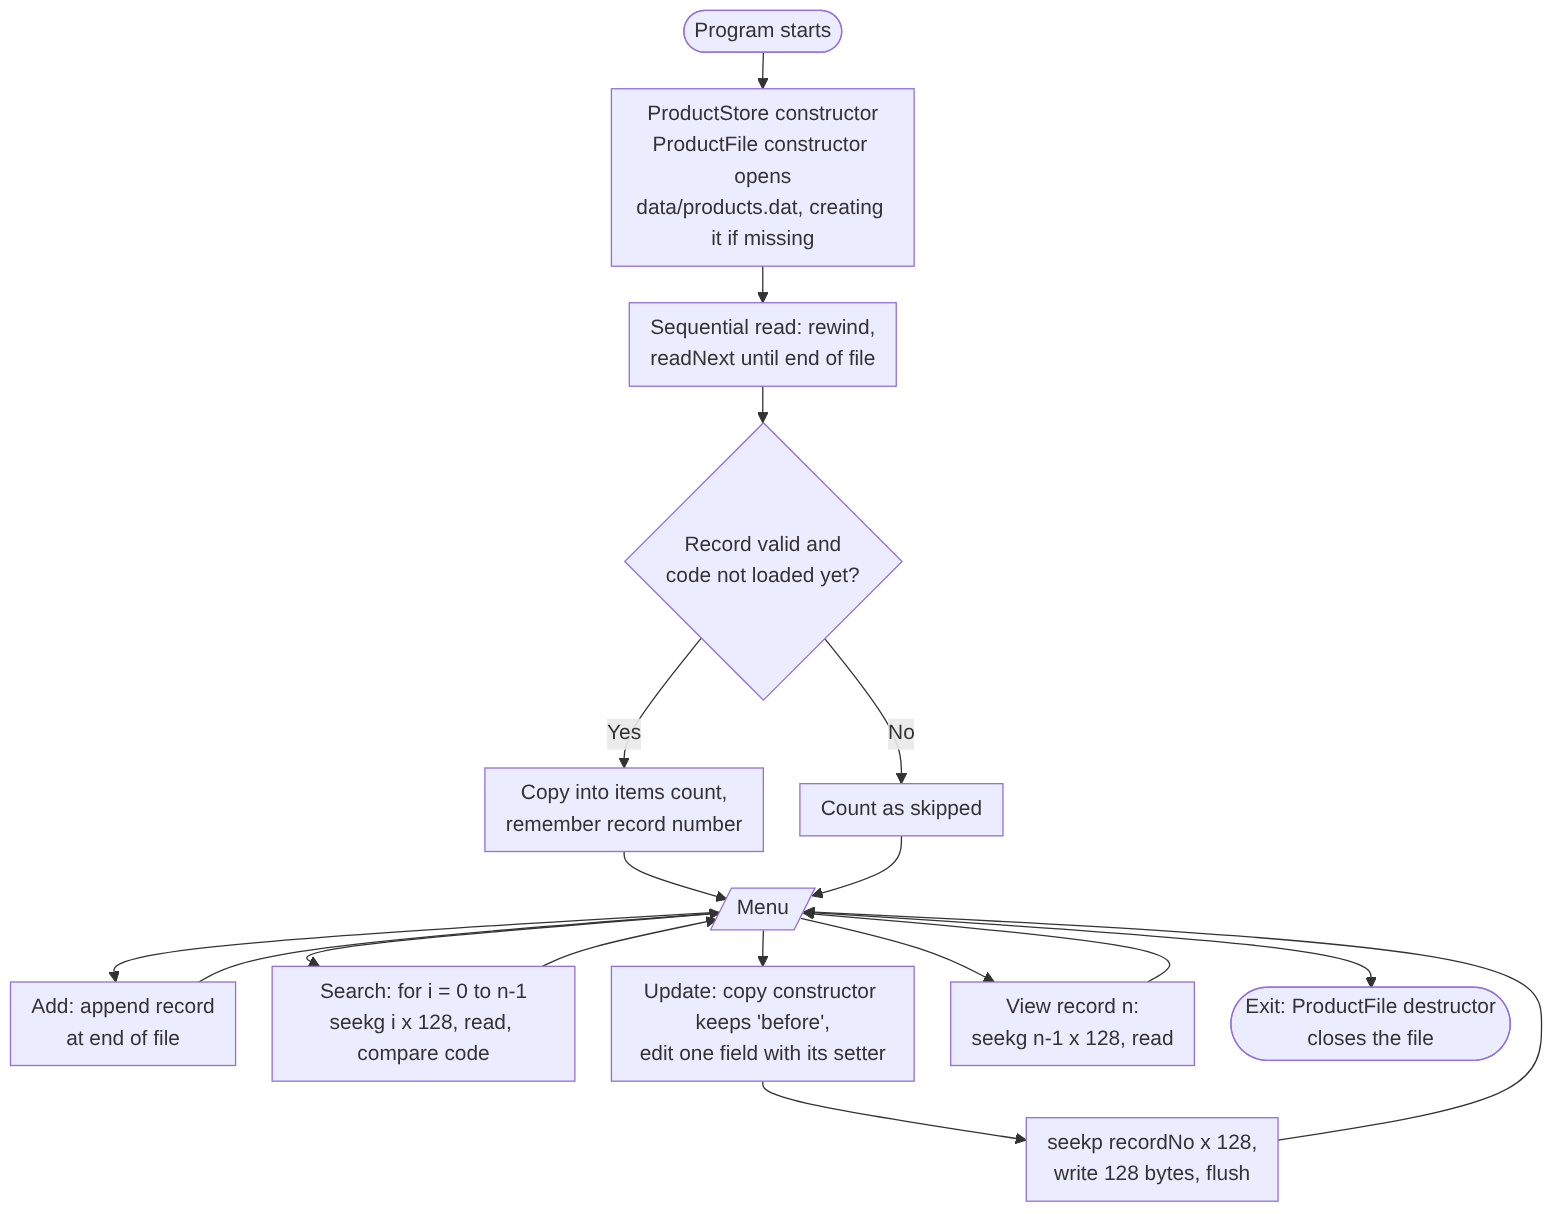 Program starts
ProductStore constructor
ProductFile constructor
opens
data/products.dat, creating
it if missing
Sequential read: rewind,
readNext until end of file
Record valid and
code not loaded yet?
Yes
No
Copy into items count,
remember record number
Count as skipped
Menu
Add: append record
at end of file
Search: for i = 0 to n-1
seekg i x 128, read,
compare code
Update: copy constructor
keeps 'before',
edit one field with its setter
View record n:
seekg n-1 x 128, read
Exit: ProductFile destructor
closes the file
seekp recordNo x 128,
write 128 bytes, flush